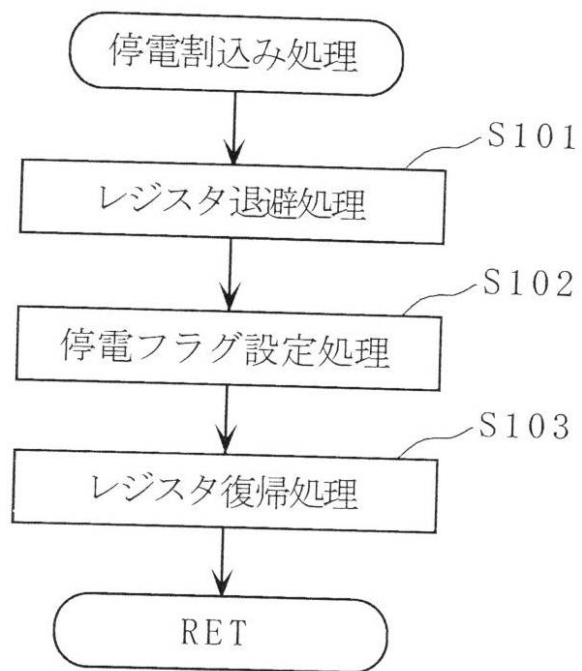 停電割込み処理
S101
レジスタ退避処理
S102
停電フラグ設定処理
S103
レジスタ復帰処理
RET